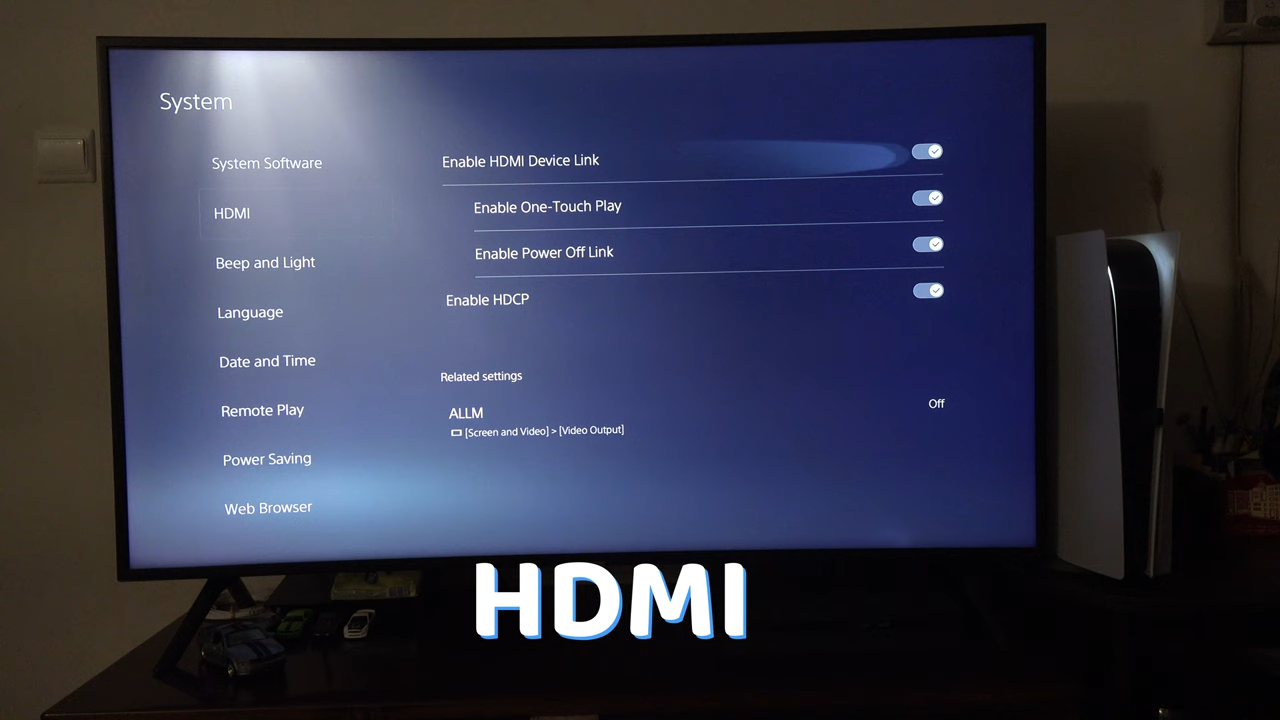 System
System Software
HDMI
Beep and Light
Language
Date and Time
Remote Play
Power Saving
Web Browser
Enable HDMI Device Link
Enable One-Touch Play
Enable Power Off Link
Enable HDCP
Related settings
ALLM
Off
[Screen and Video] > [Video Output]
HDMI